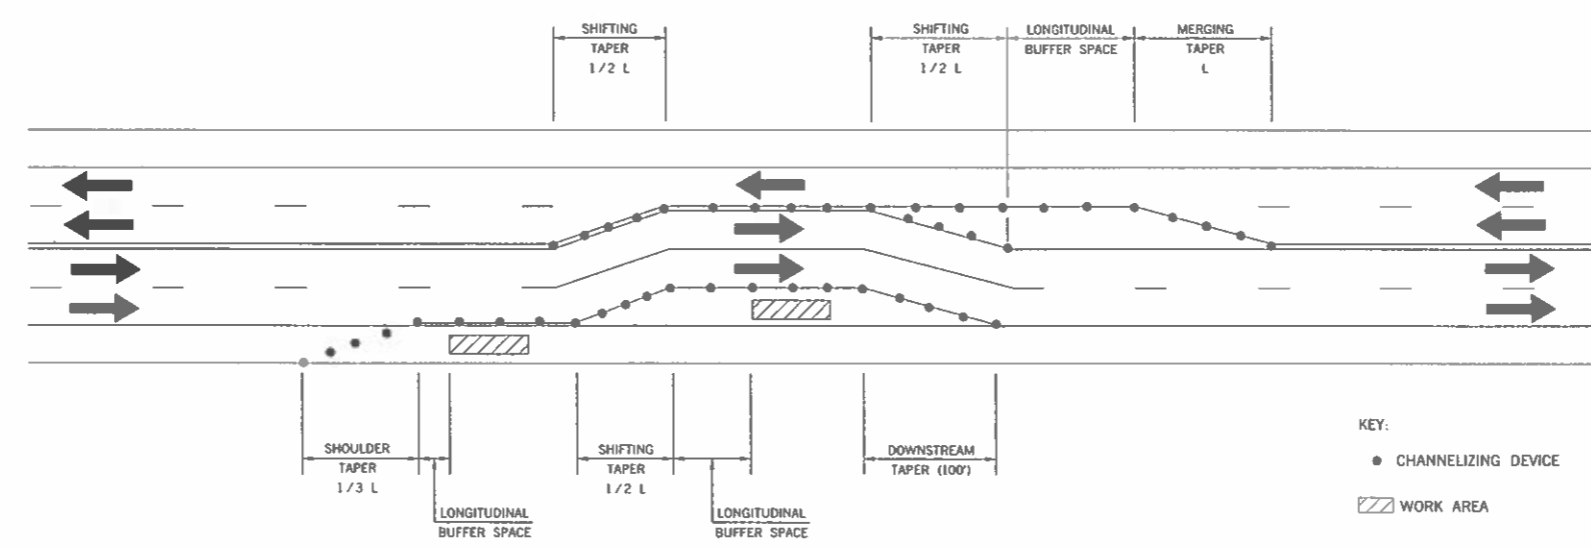 SHIFTING
TAPER
1/2 L
SHIFTING
TAPER
1/2 L
LONGITUDINAL
BUFFER SPACE
MERGING
TAPER
L
SHOULDER
TAPER
1/3 L
LONGITUDINAL
BUFFER SPACE
SHIFTING
TAPER
1/2 L
LONGITUDINAL
BUFFER SPACE
DOWNSTREAM
TAPER (100')
KEY:
CHANNELIZING DEVICE
WORK AREA